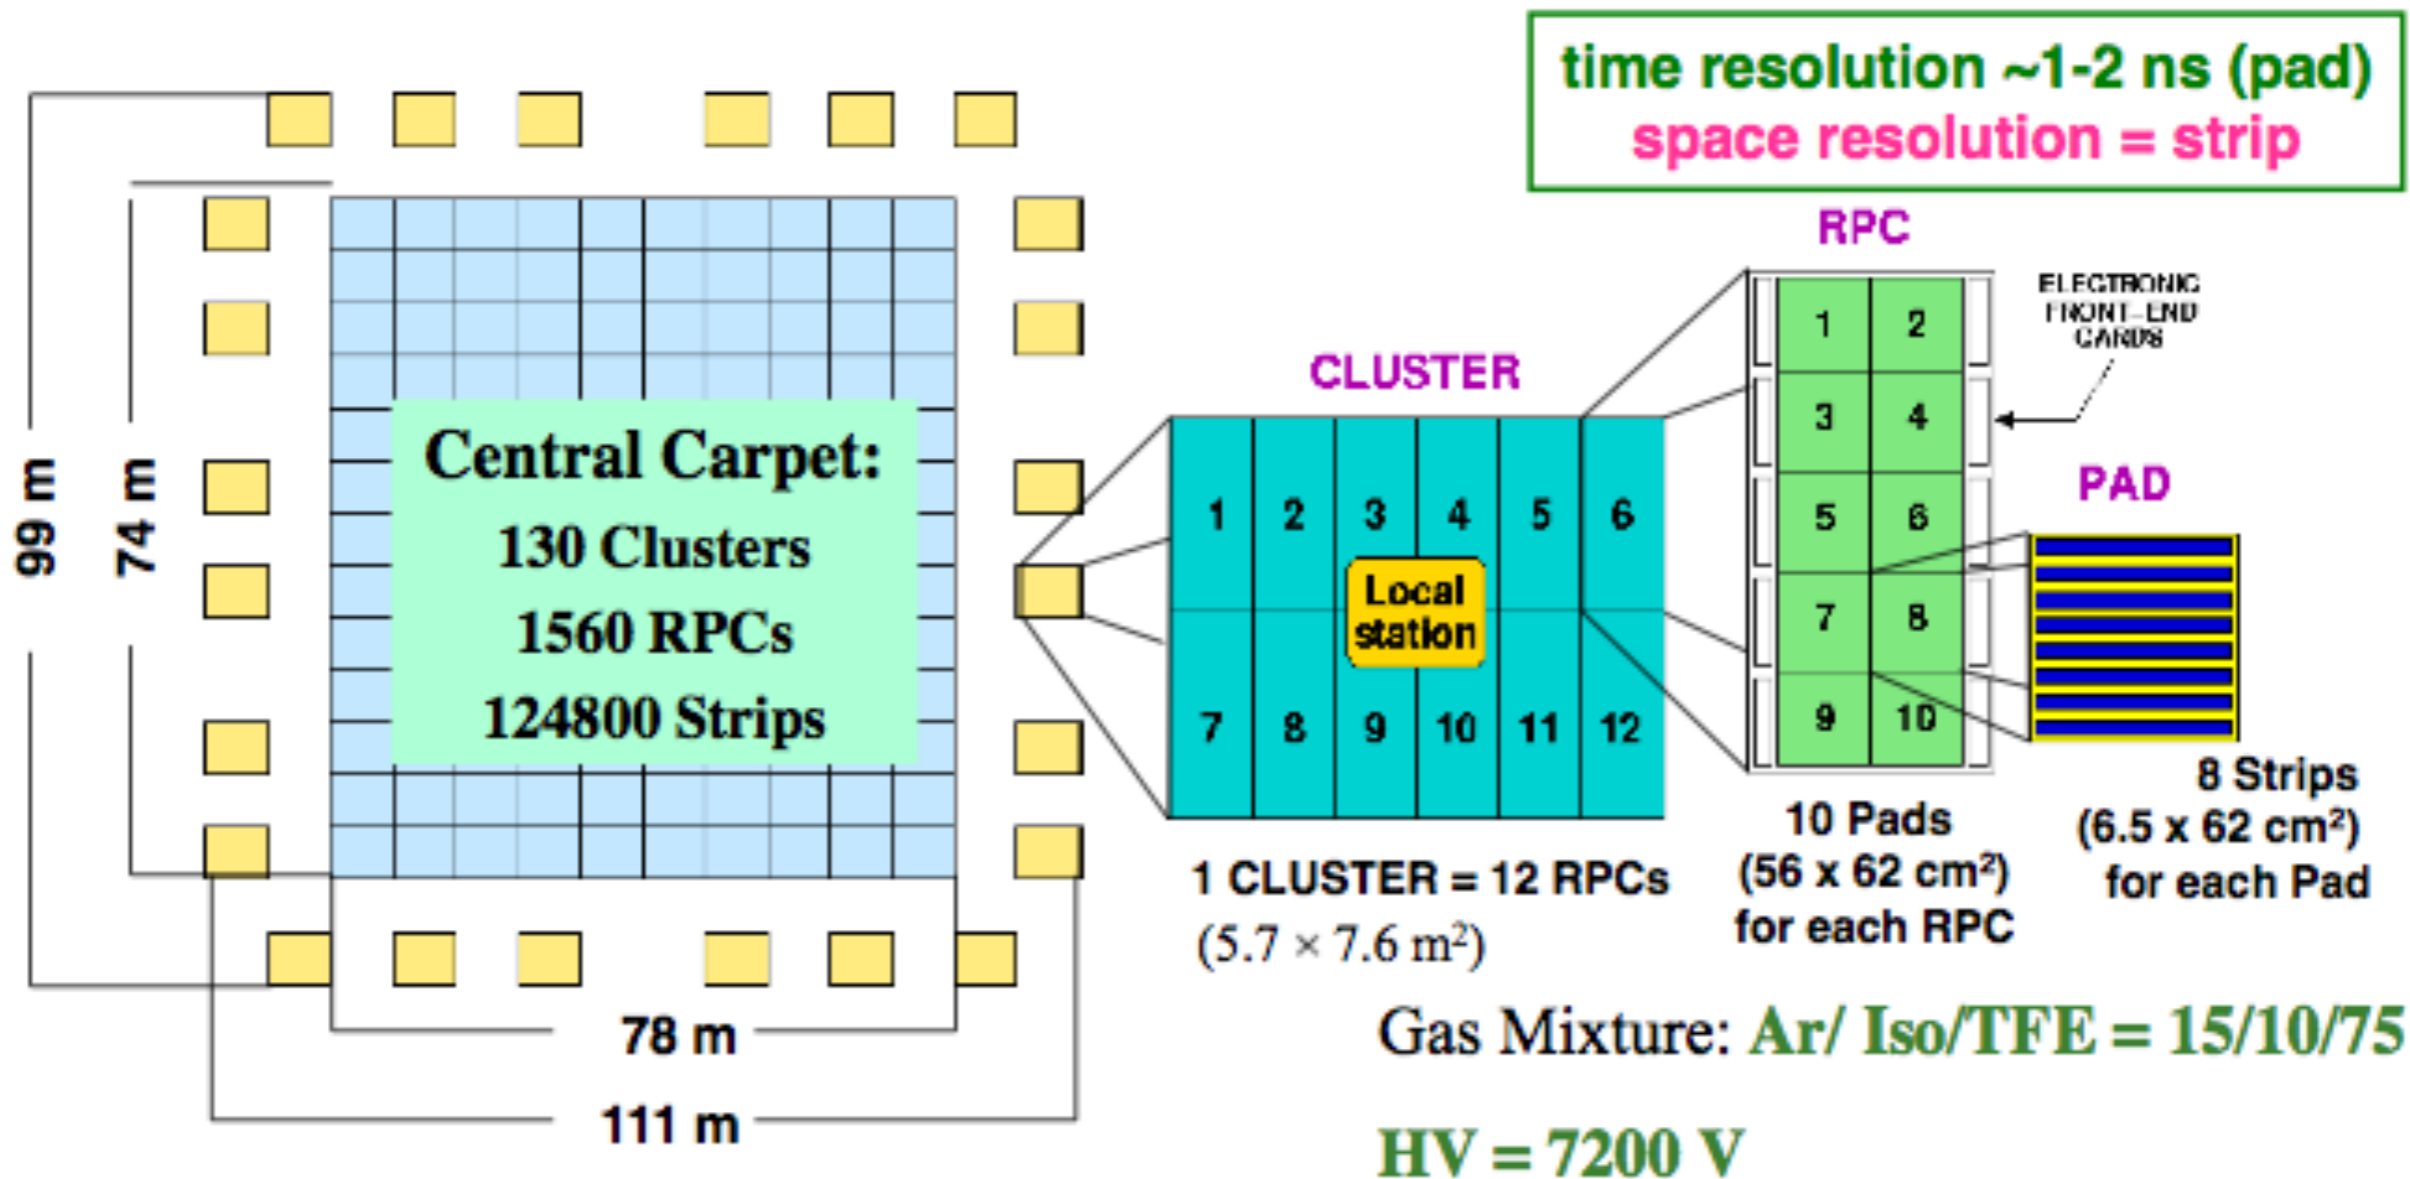 time resolution ~1-2 ns (pad)
space resolution = strip
99 m
74 m
Central Carpet:
130 Clusters
1560 RPCs
124800 Strips
78 m
111 m
CLUSTER
1 2 3 4 5 6
Local
station
7 8 9 10 11 12
1 CLUSTER = 12 RPCs
(5.7 × 7.6 m²)
RPC
1 2
3 4
5 6
7 8
9 10
ELECTRONIC
FRONT-END
CARDS
10 Pads
(56 x 62 cm²)
for each RPC
PAD
8 Strips
(6.5 x 62 cm²)
for each Pad
Gas Mixture: Ar/ Iso/TFE = 15/10/75
HV = 7200 V